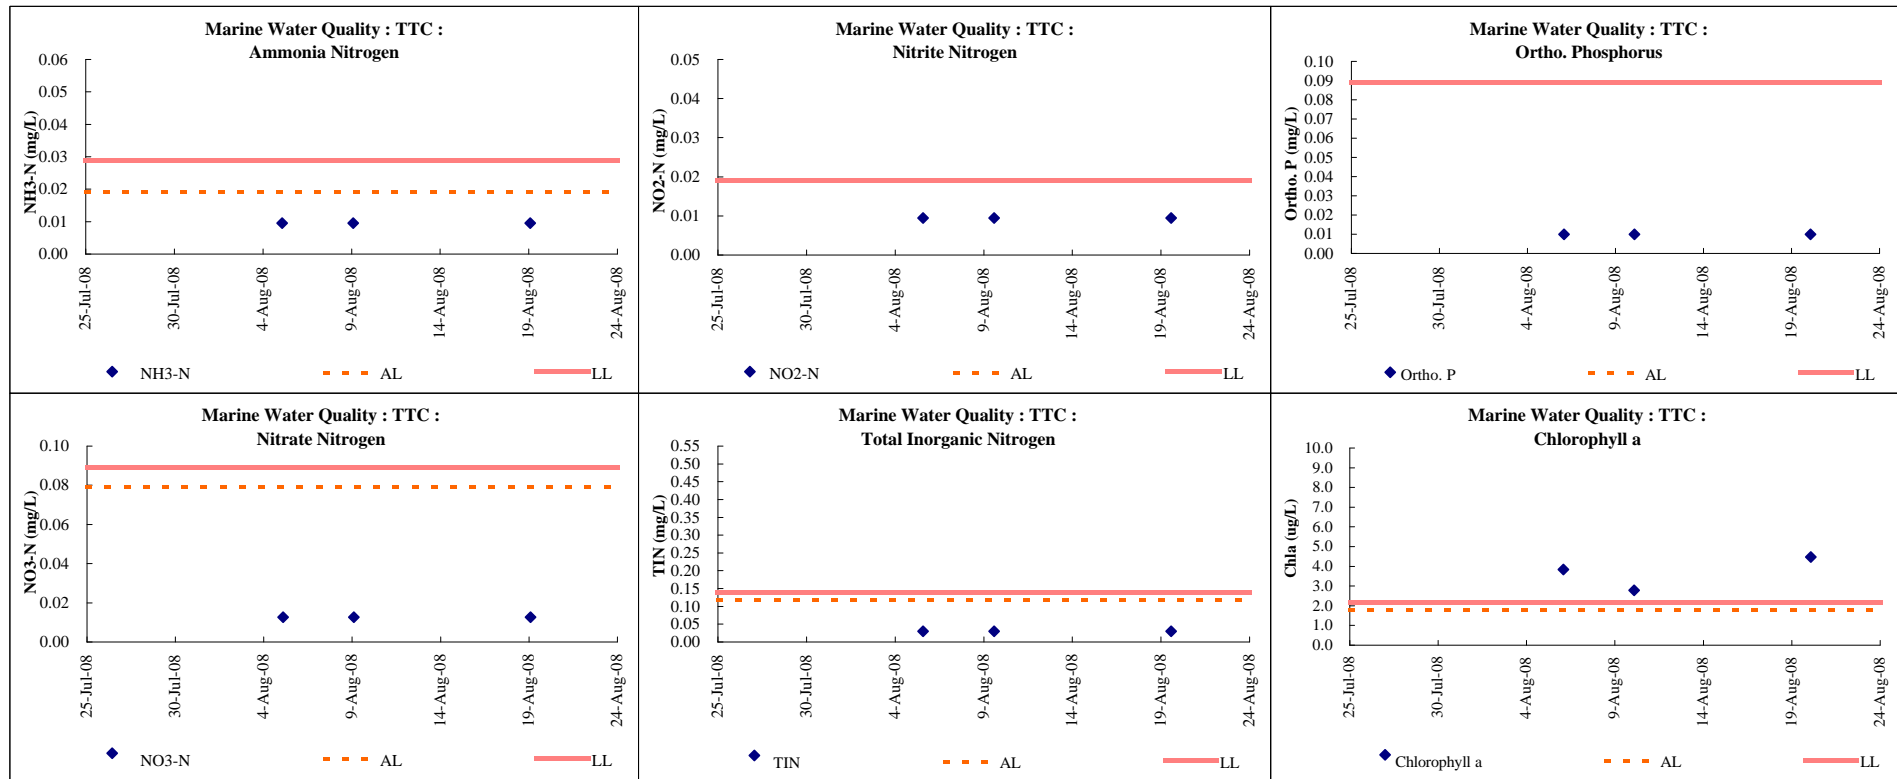 Marine Water Quality : TTC :
Ammonia Nitrogen
NH3-N (mg/L)
0.06
0.05
0.04
0.03
0.02
0.01
0.00
25-Jul-08
30-Jul-08
4-Aug-08
9-Aug-08
14-Aug-08
19-Aug-08
24-Aug-08
NH3-N AL LL
Marine Water Quality : TTC :
Nitrite Nitrogen
NO2-N (mg/L)
0.05
0.04
0.03
0.02
0.01
0.00
25-Jul-08
30-Jul-08
4-Aug-08
9-Aug-08
14-Aug-08
19-Aug-08
24-Aug-08
NO2-N AL LL
Marine Water Quality : TTC :
Ortho. Phosphorus
Ortho. P (mg/L)
0.10
0.09
0.08
0.07
0.06
0.05
0.04
0.03
0.02
0.01
0.00
25-Jul-08
30-Jul-08
4-Aug-08
9-Aug-08
14-Aug-08
19-Aug-08
24-Aug-08
Ortho. P AL LL
Marine Water Quality : TTC :
Nitrate Nitrogen
NO3-N (mg/L)
0.10
0.08
0.06
0.04
0.02
0.00
25-Jul-08
30-Jul-08
4-Aug-08
9-Aug-08
14-Aug-08
19-Aug-08
24-Aug-08
NO3-N AL LL
Marine Water Quality : TTC :
Total Inorganic Nitrogen
TIN (mg/L)
0.55
0.50
0.45
0.40
0.35
0.30
0.25
0.20
0.15
0.10
0.05
0.00
25-Jul-08
30-Jul-08
4-Aug-08
9-Aug-08
14-Aug-08
19-Aug-08
24-Aug-08
TIN AL LL
Marine Water Quality : TTC :
Chlorophyll a
Chla (ug/L)
10.0
9.0
8.0
7.0
6.0
5.0
4.0
3.0
2.0
1.0
0.0
25-Jul-08
30-Jul-08
4-Aug-08
9-Aug-08
14-Aug-08
19-Aug-08
24-Aug-08
Chlorophyll a AL LL